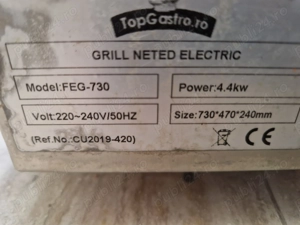 TopGastro.ro
GRILL NETED ELECTRIC
Model:FEG-730
Power:4.4kw
Volt:220~240V/50HZ
Size:730*470*240mm
(Ref.No.:CU2019-420)
CE